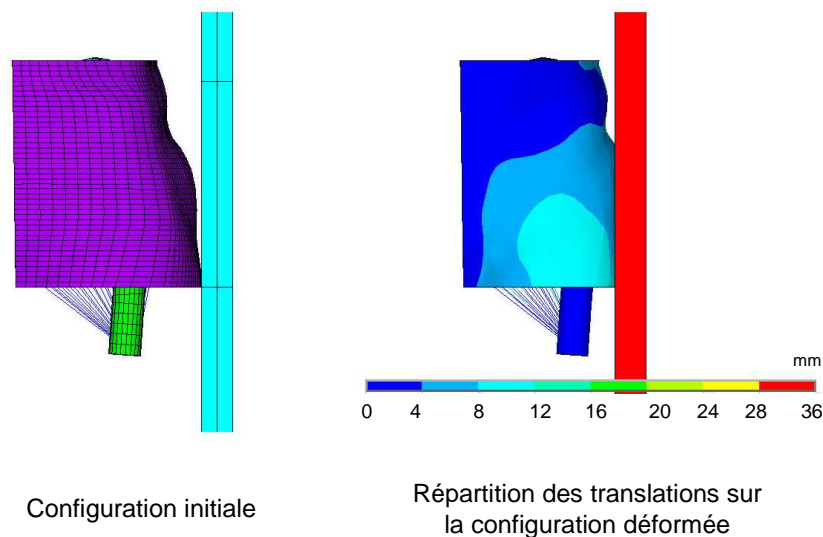 mm
0 4 8 12 16 20 24 28 36
Configuration initiale
Répartition des translations sur
la configuration déformée